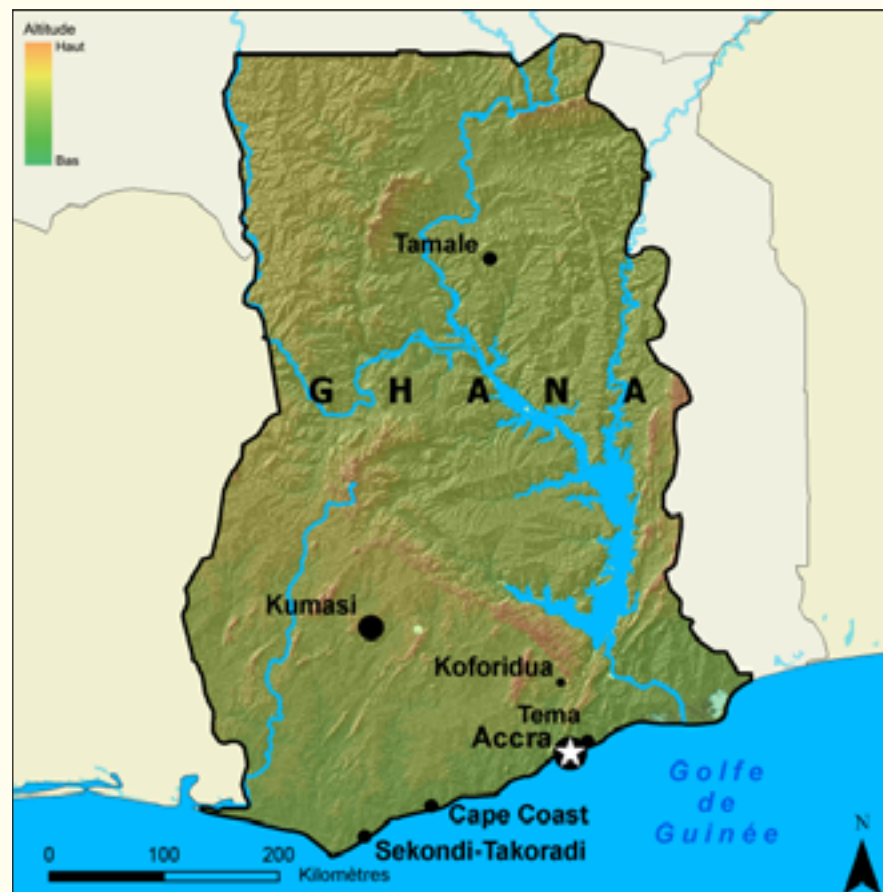 Altitude
Haut
Bas
Tamale
G H A N A
Kumasi
Koforidua
Tema
Accra
Golfe
de
Guinée
Cape Coast
Sekondi-Takoradi
N
0 100 200
Kilomètres